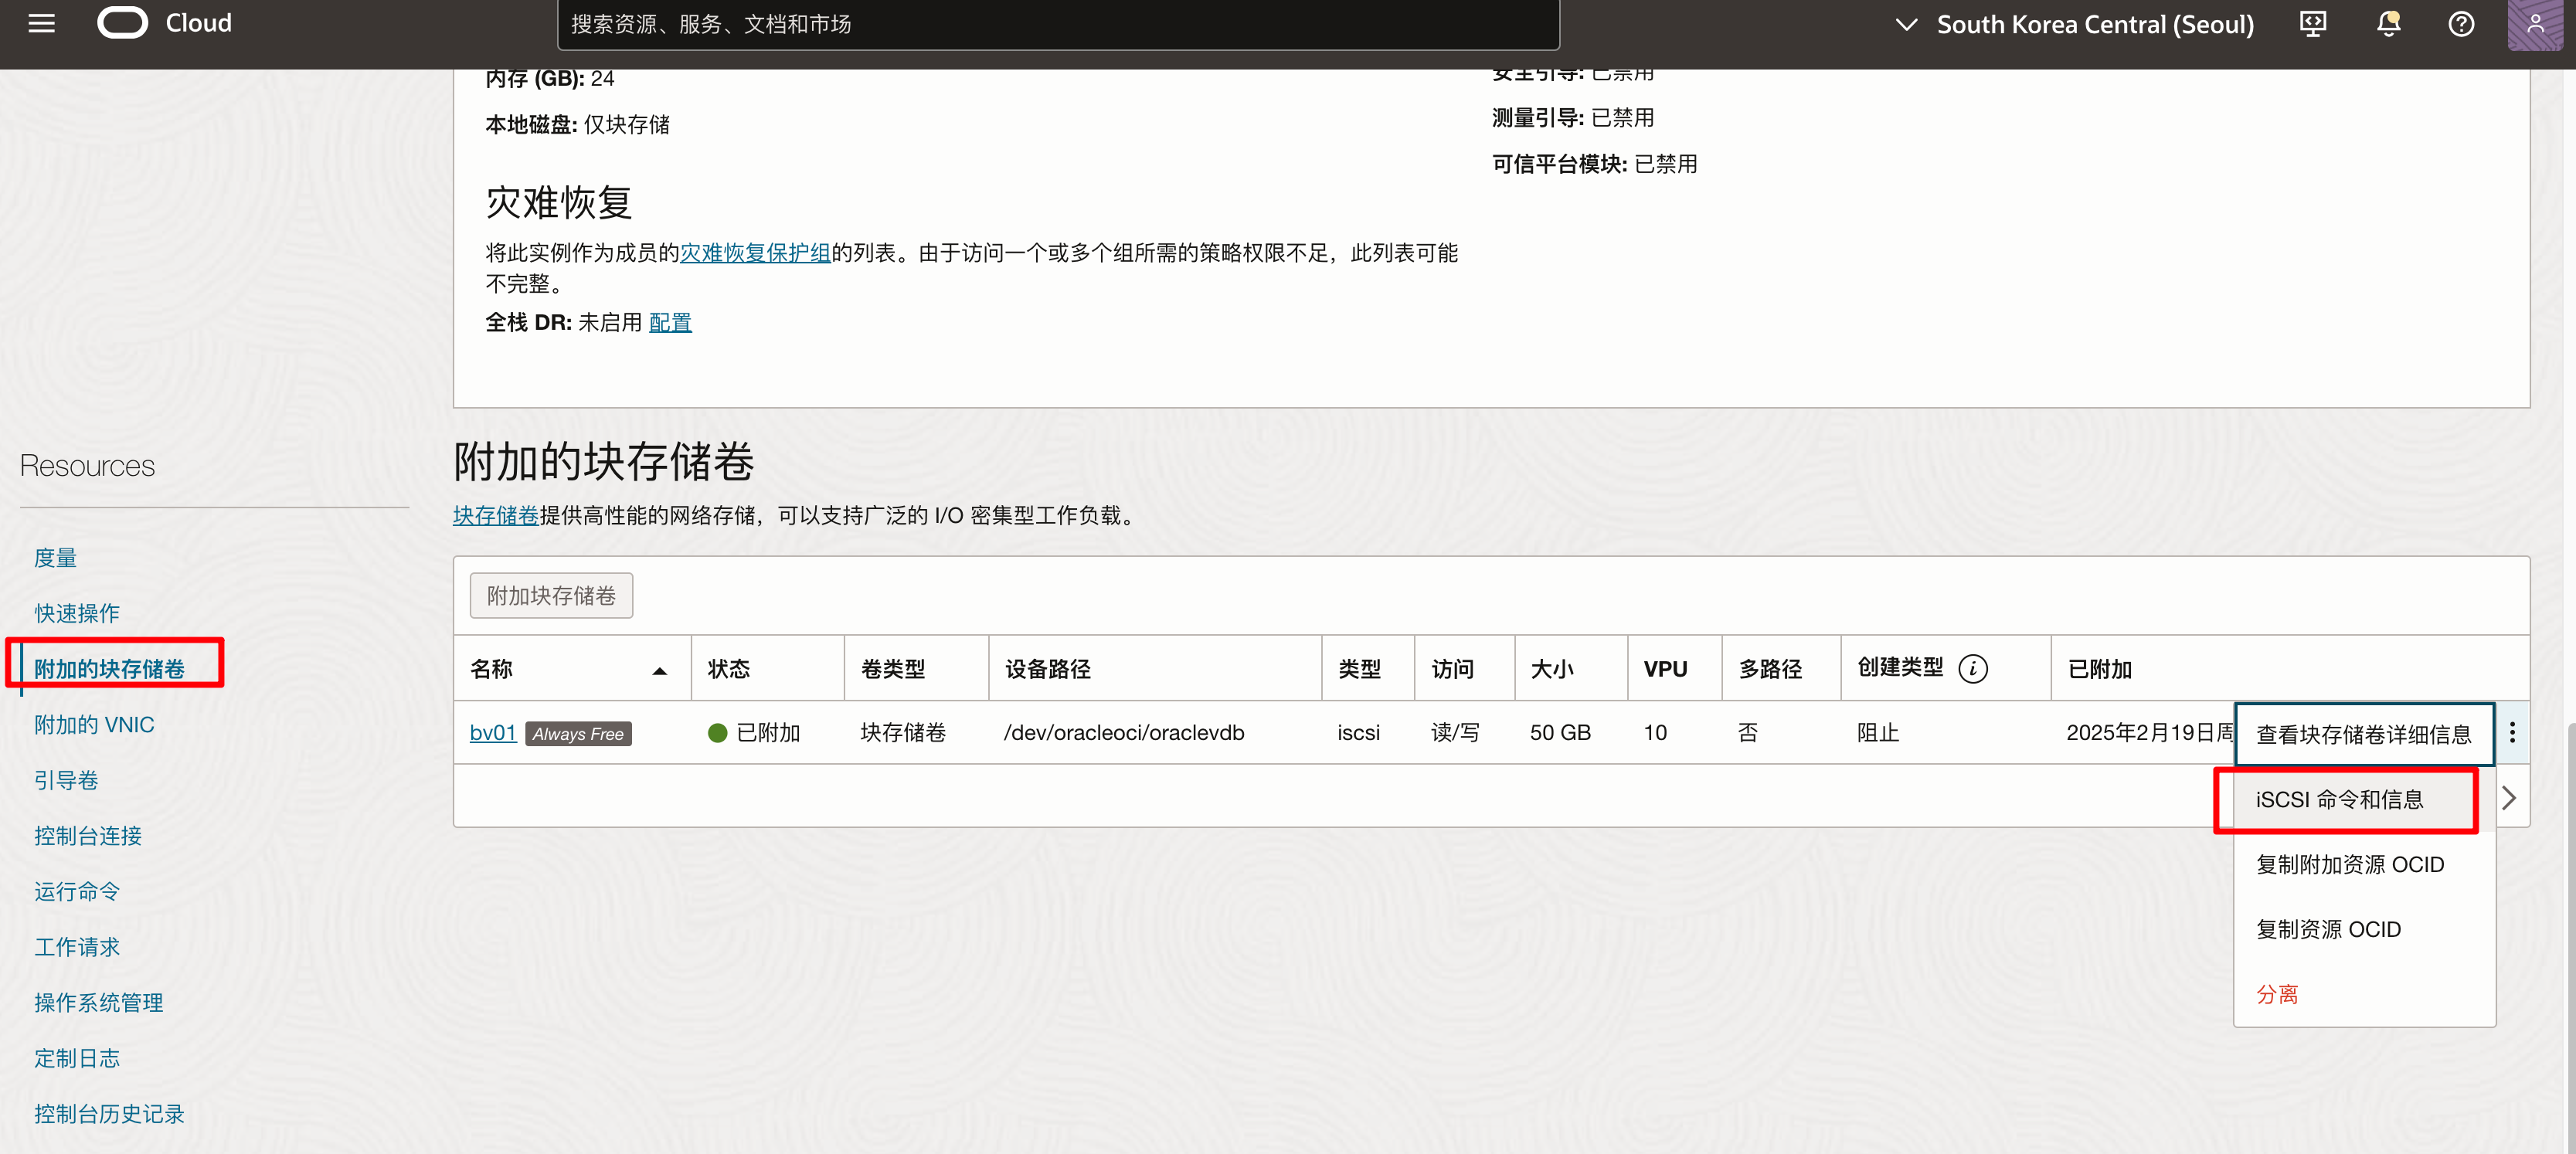 Cloud
搜索资源、服务、文档和市场
South Korea Central (Seoul)
内存 (GB): 24
本地磁盘: 仅块存储
安全引导: 已禁用
测量引导: 已禁用
可信平台模块: 已禁用
灾难恢复
将此实例作为成员的灾难恢复保护组的列表。由于访问一个或多个组所需的策略权限不足，此列表可能
不完整。
全栈 DR: 未启用 配置
Resources
度量
快速操作
附加的块存储卷
附加的 VNIC
引导卷
控制台连接
运行命令
工作请求
操作系统管理
定制日志
控制台历史记录
附加的块存储卷
块存储卷提供高性能的网络存储，可以支持广泛的 I/O 密集型工作负载。
附加块存储卷
名称 状态 卷类型 设备路径 类型 访问 大小 VPU 多路径 创建类型 i 已附加
bv01 Always Free 已附加 块存储卷 /dev/oracleoci/oraclevdb iscsi 读/写 50 GB 10 否 阻止 2025年2月19日周
查看块存储卷详细信息
iSCSI 命令和信息
复制附加资源 OCID
复制资源 OCID
分离